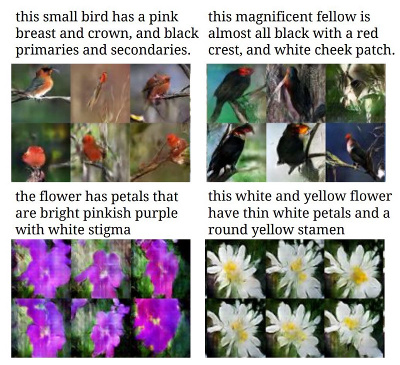 this small bird has a pink
breast and crown, and black
primaries and secondaries.
this magnificent fellow is
almost all black with a red
crest, and white cheek patch.
the flower has petals that
are bright pinkish purple
with white stigma
this white and yellow flower
have thin white petals and a
round yellow stamen